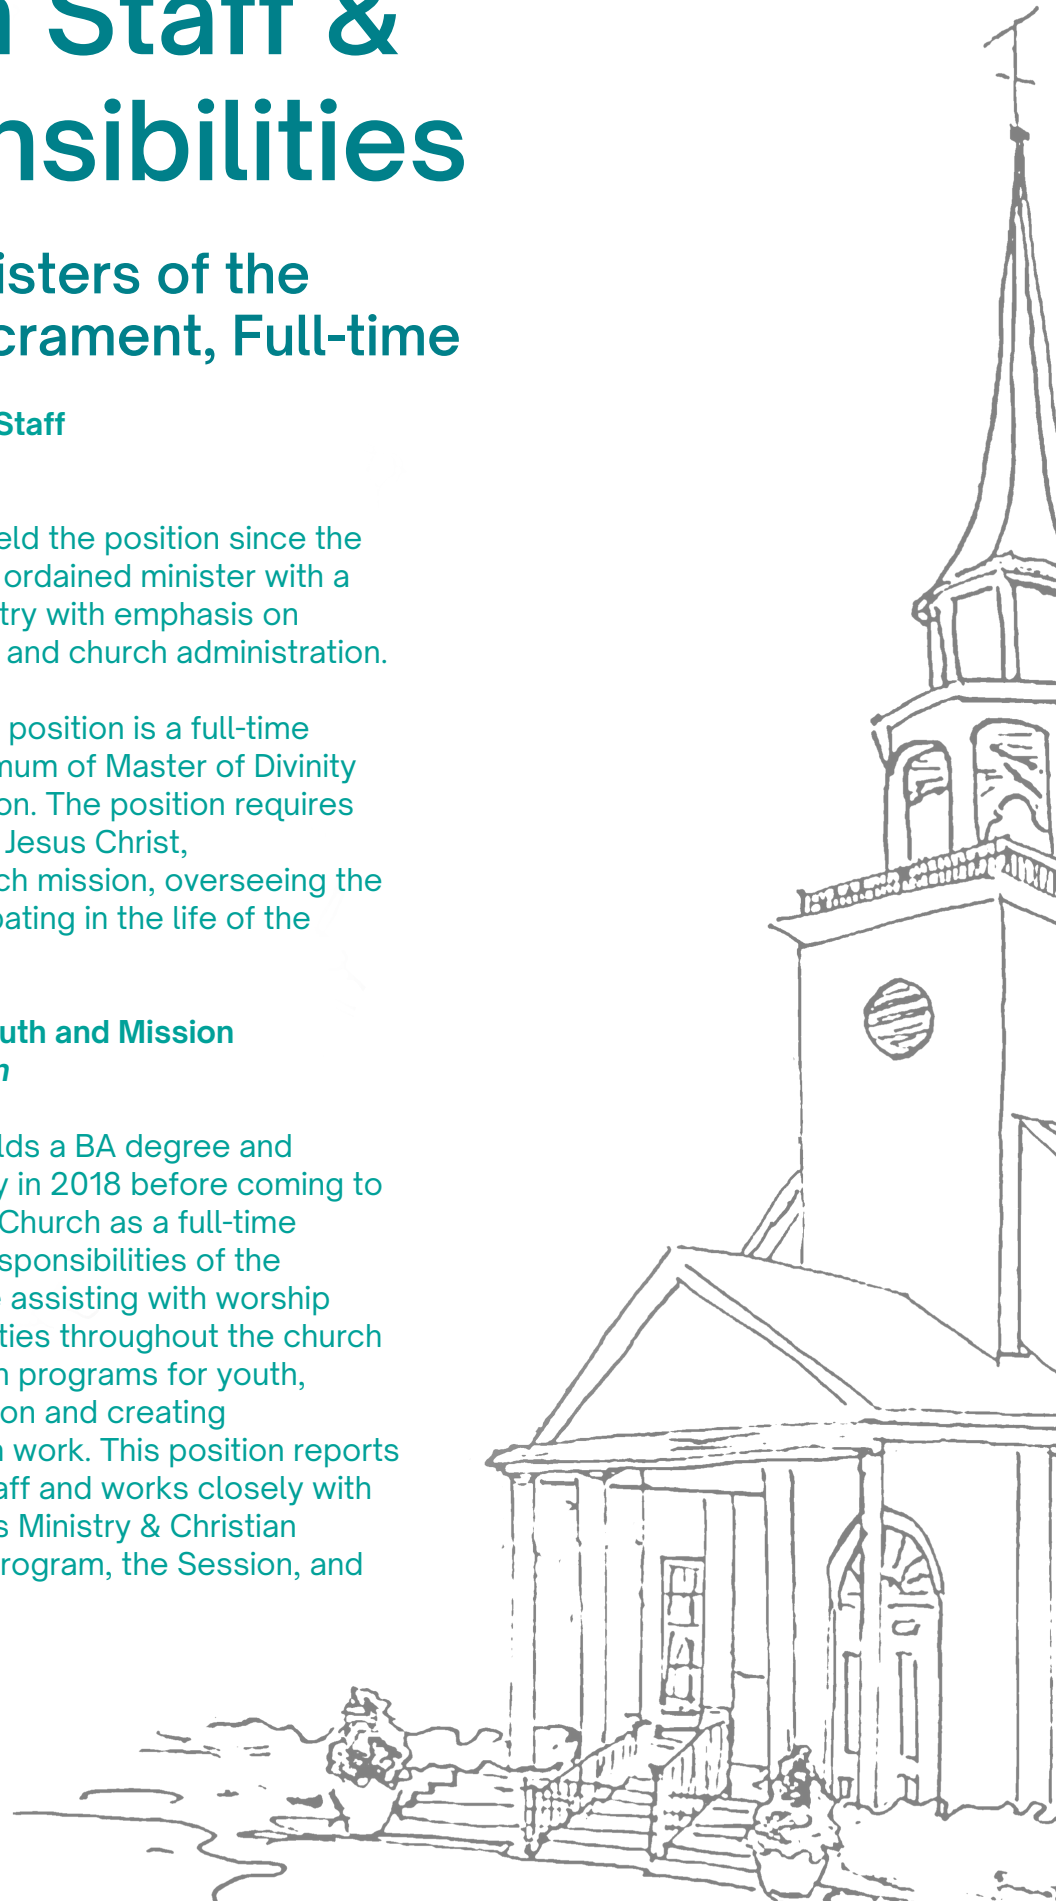 Staff &
nsibilities
isters of the
crament, Full-time
Staff
eld the position since the
ordained minister with a
try with emphasis on
and church administration.
position is a full-time
mum of Master of Divinity
on. The position requires
Jesus Christ,
ch mission, overseeing the
pating in the life of the
uth and Mission
n
lds a BA degree and
y in 2018 before coming to
Church as a full-time
sponsibilities of the
assisting with worship
ties throughout the church
n programs for youth,
on and creating
n work. This position reports
aff and works closely with
s Ministry & Christian
rogram, the Session, and